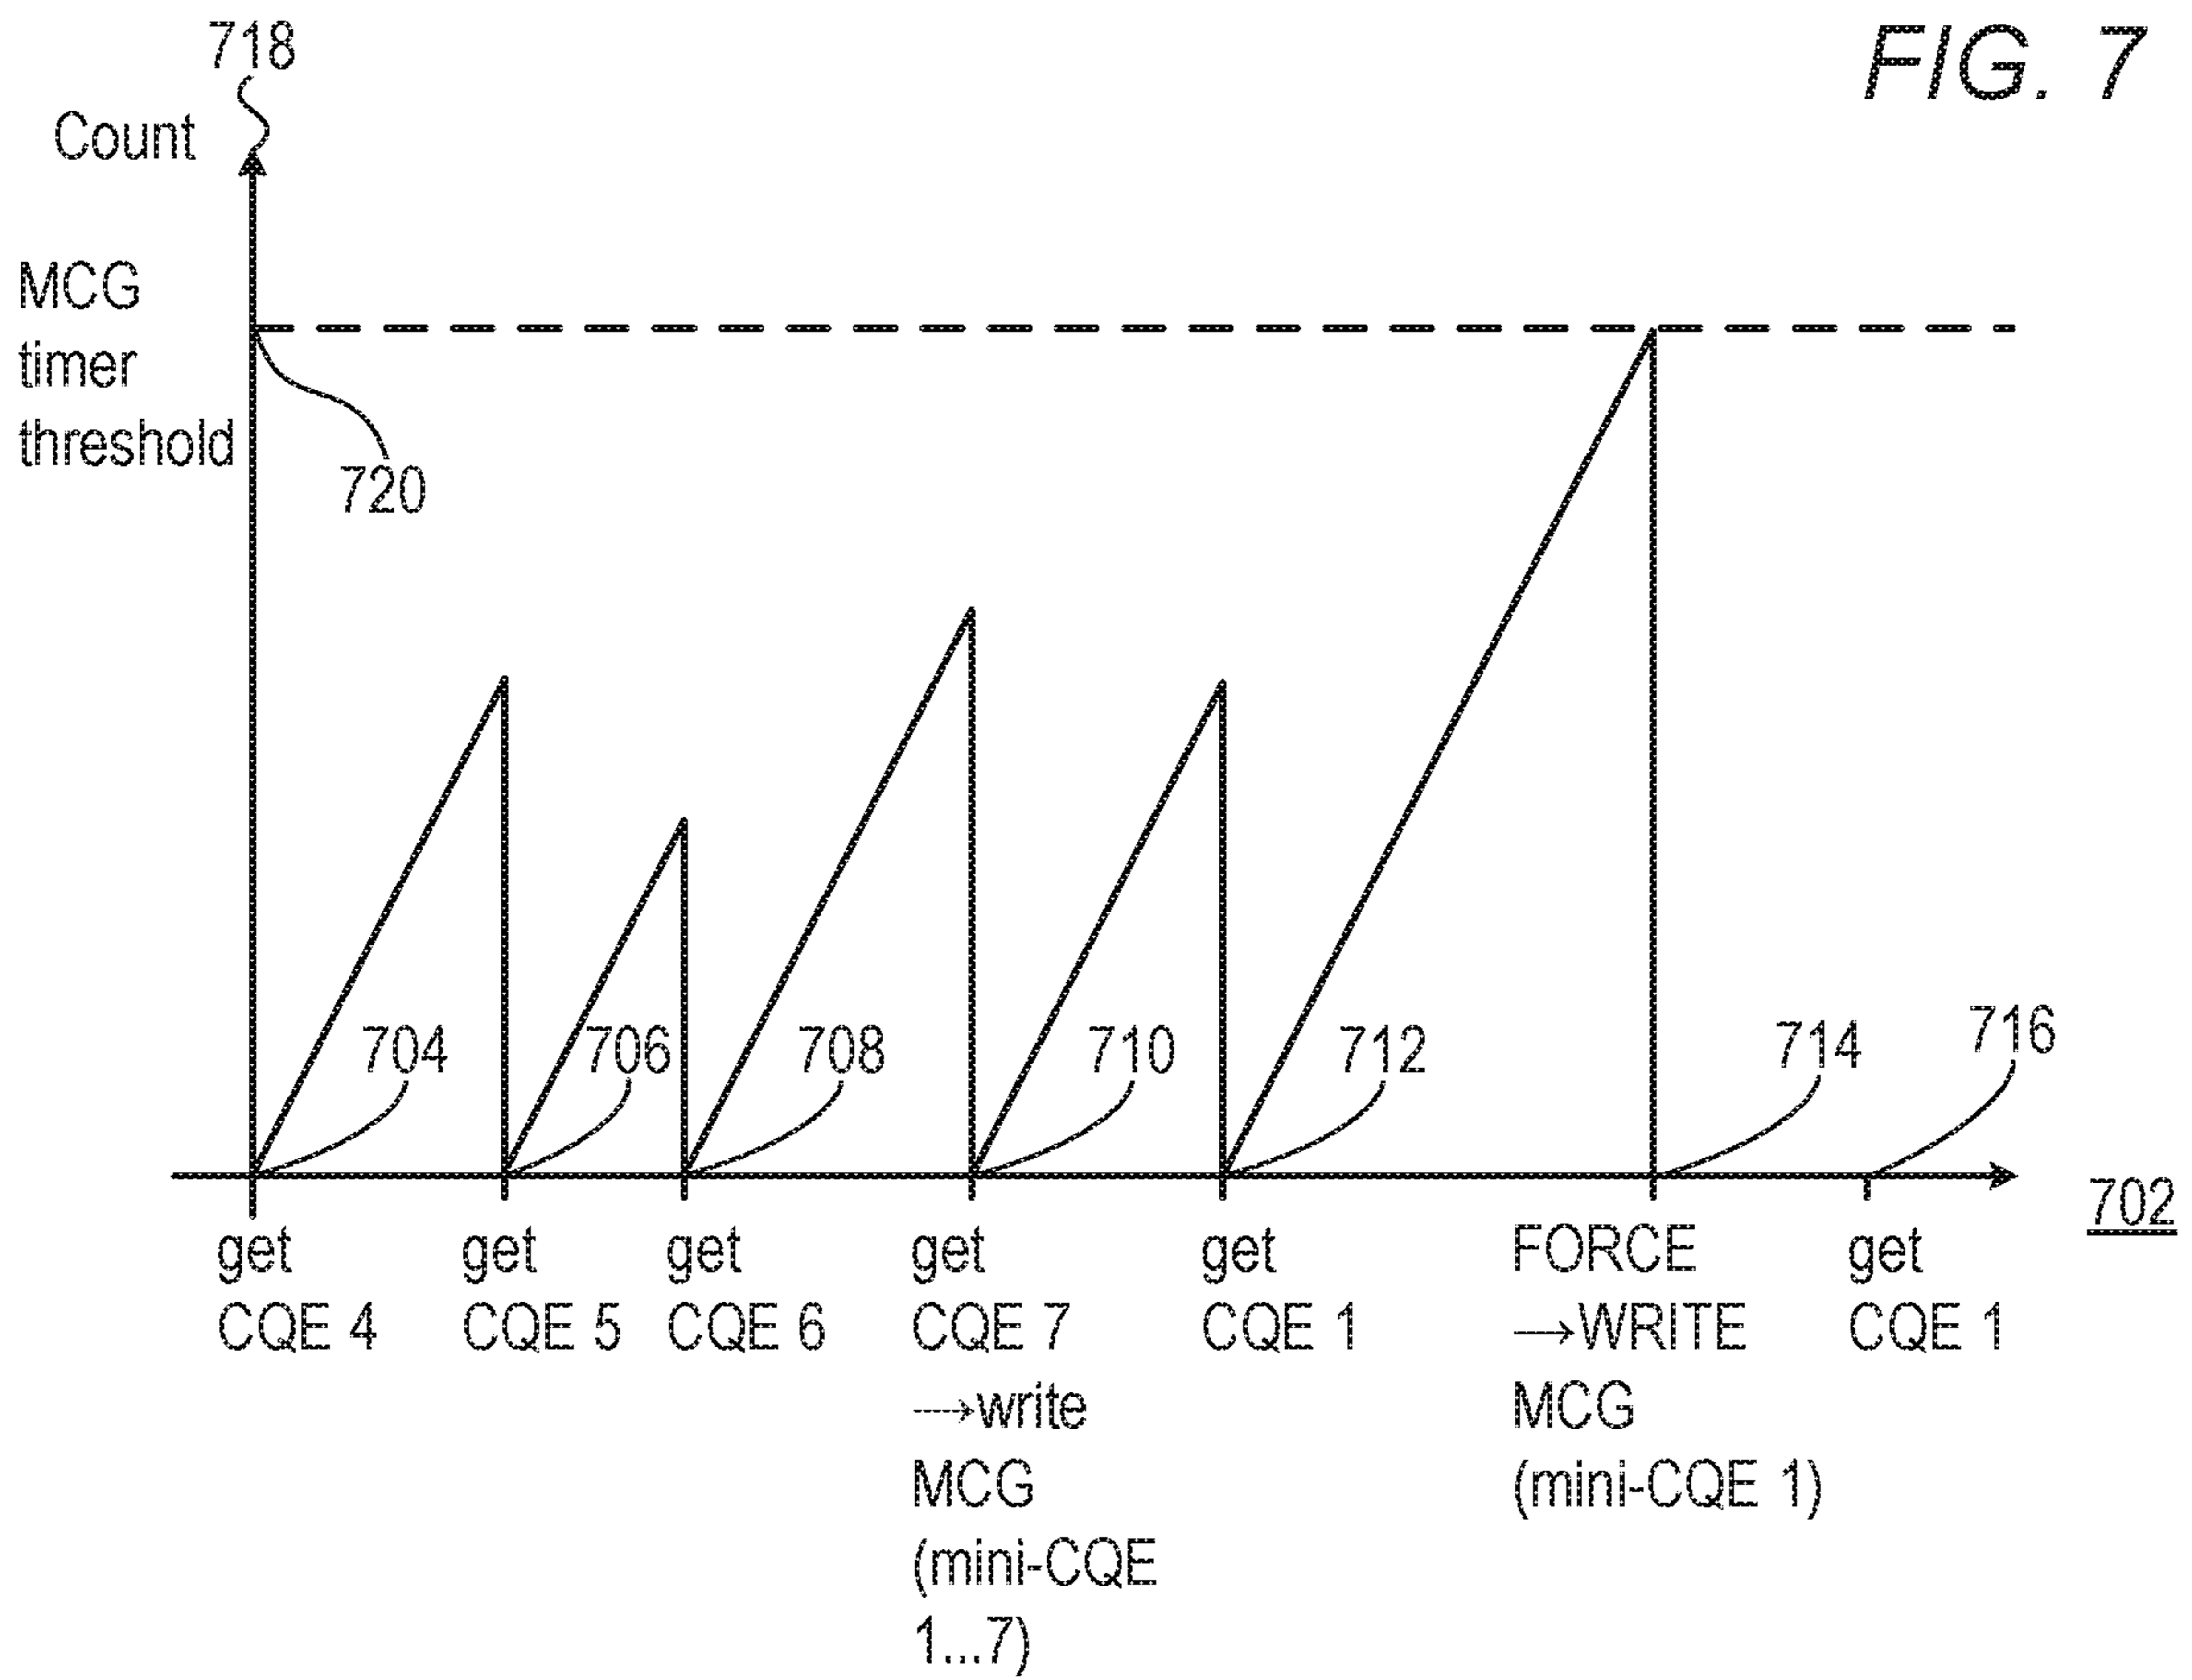 FIG. 7
718
Count
MCG
timer
threshold
720
704
706
708
710
712
714
716
702
get
CQE 4
get
CQE 5
get
CQE 6
get
CQE 7
→write
MCG
(mini-CQE
1...7)
get
CQE 1
FORCE
→WRITE
MCG
(mini-CQE 1)
get
CQE 1